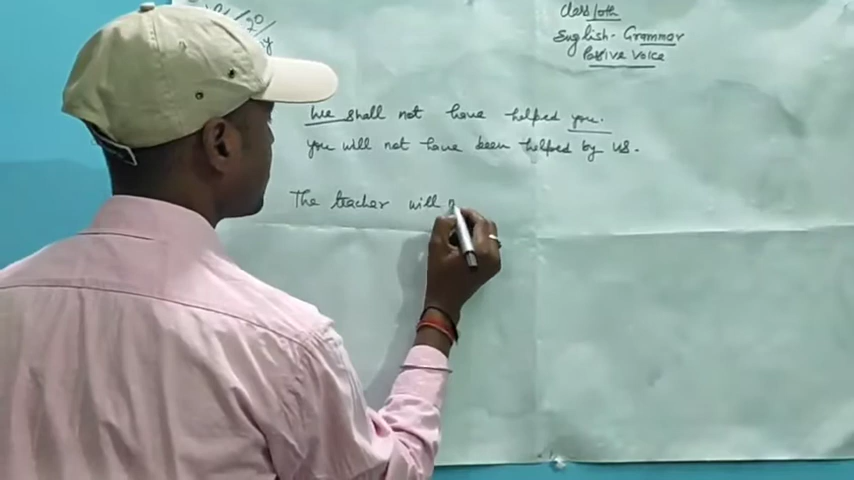 Class 10th
English-Grammar
Passive Voice
We shall not have helped you.
you will not have been helped by us.
The teacher will n